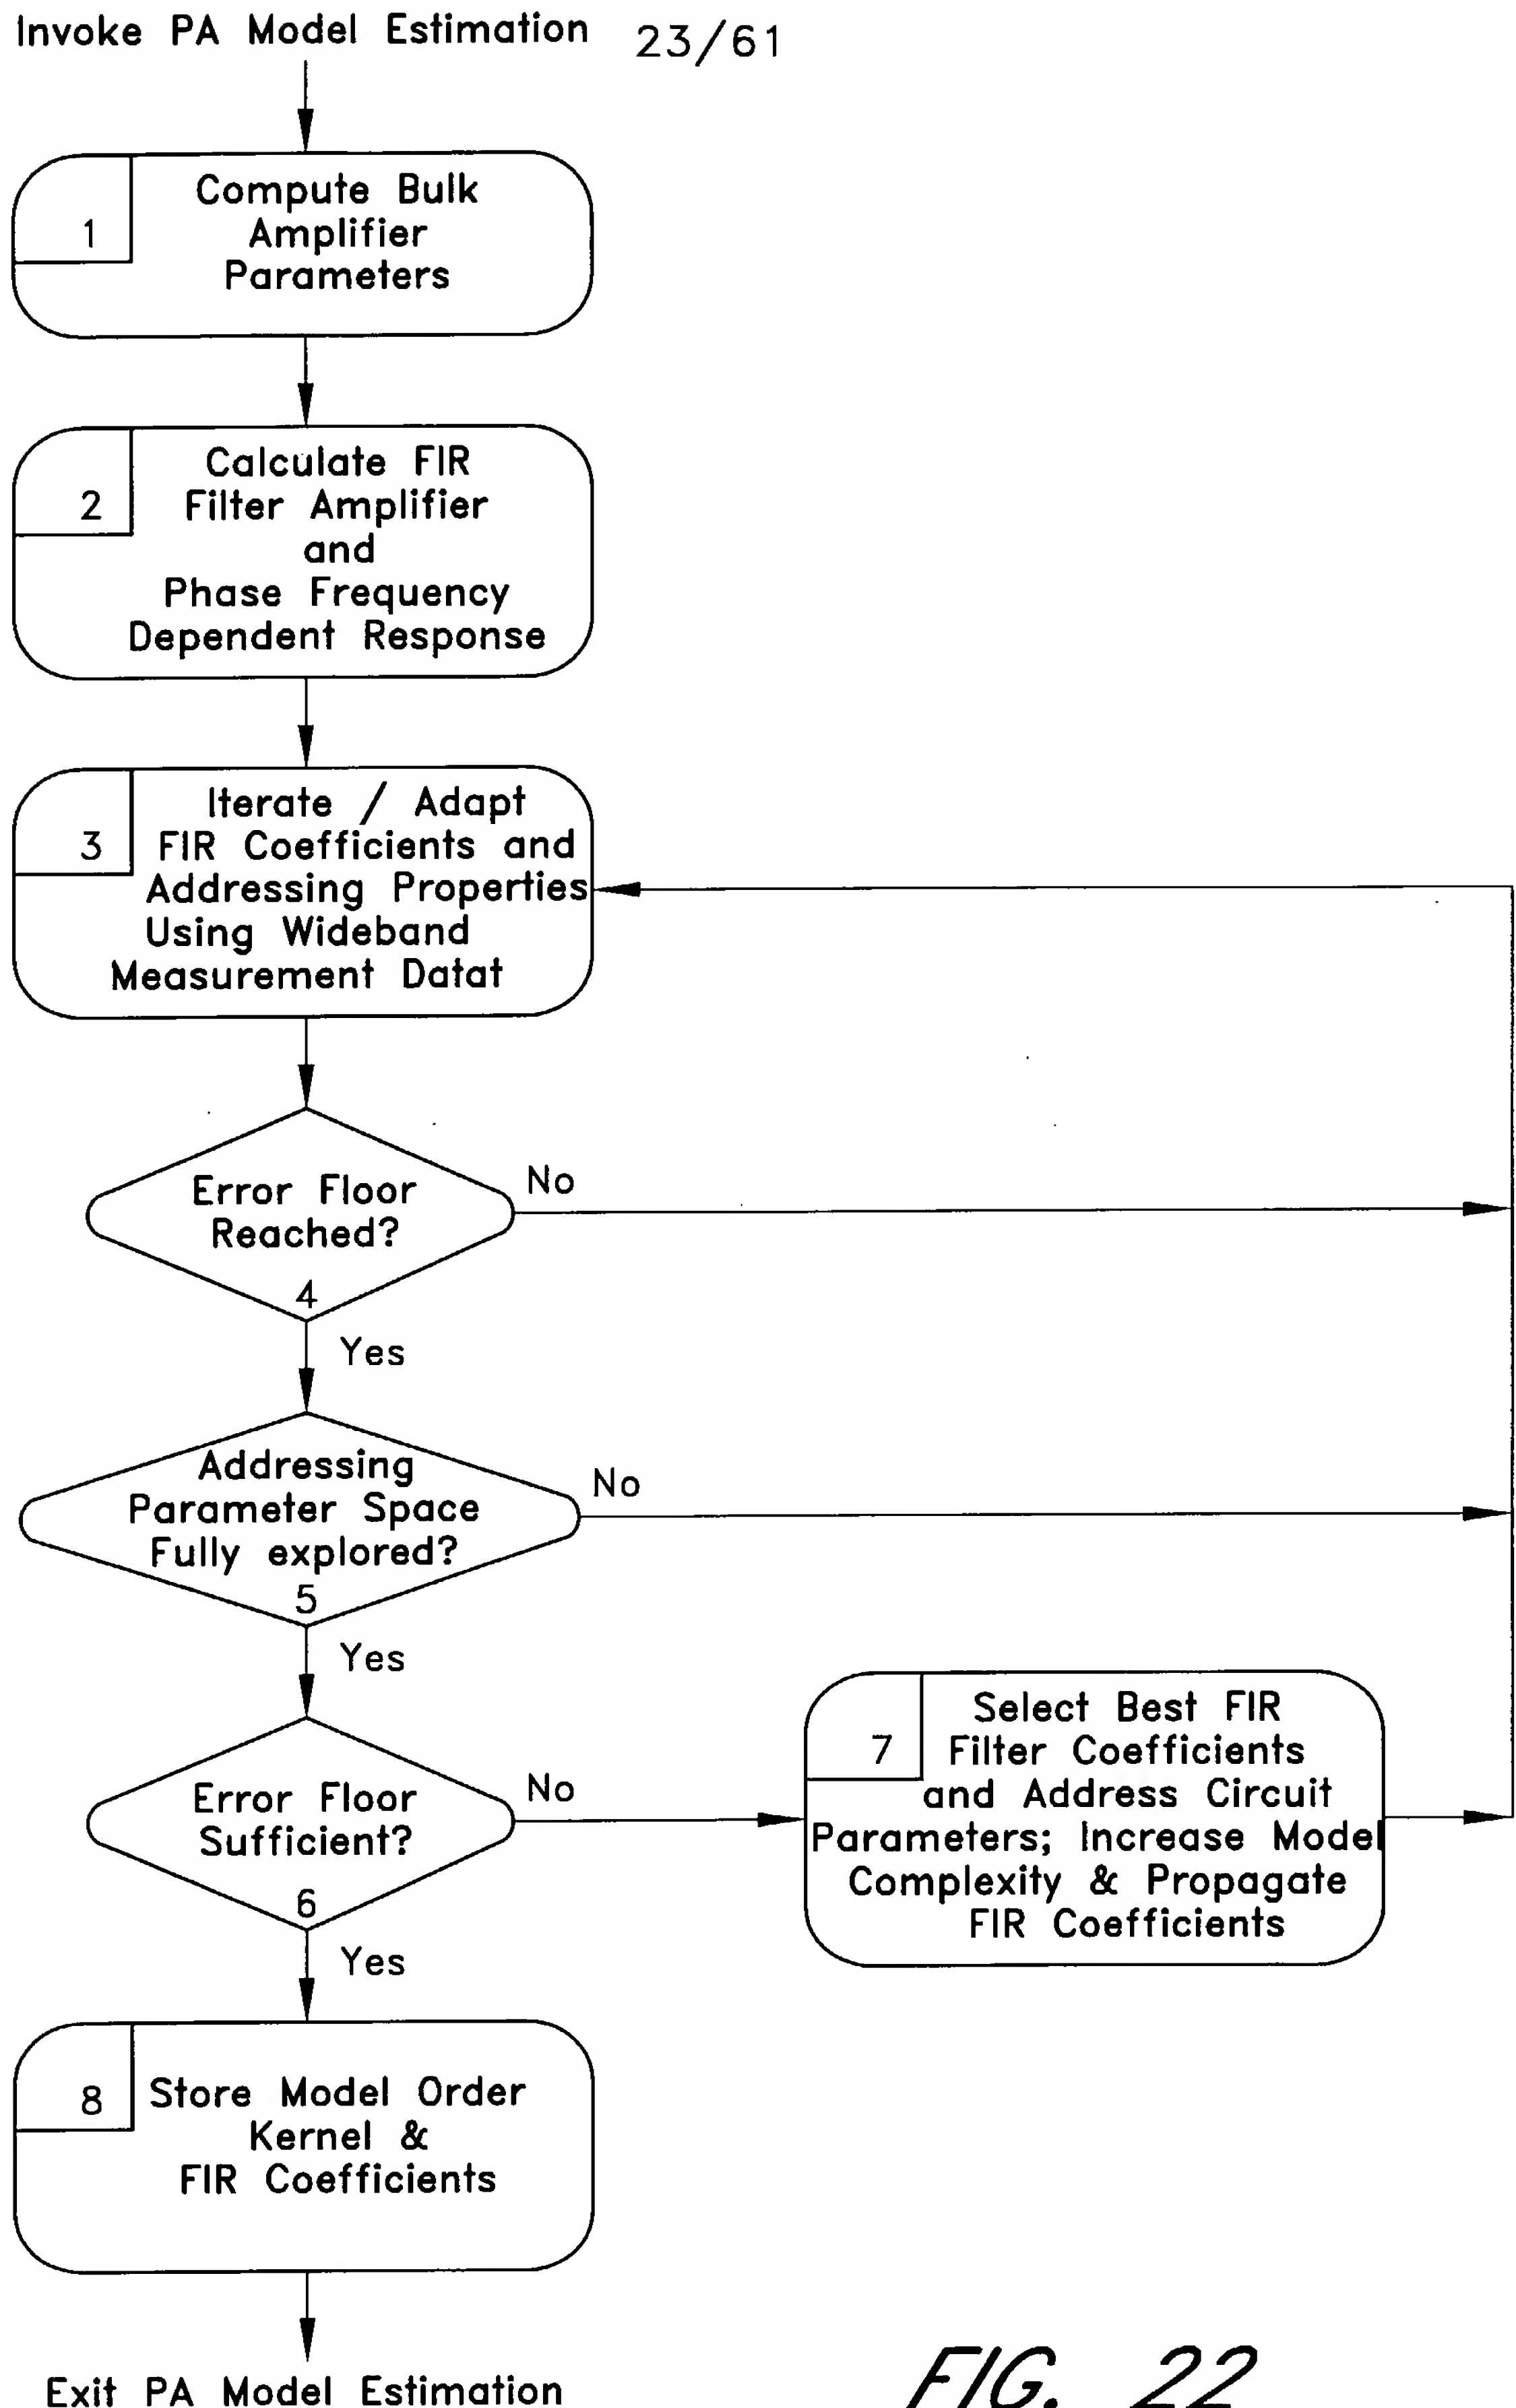 Invoke PA Model Estimation 23/61
1
Compute Bulk
Amplifier
Parameters
2
Calculate FIR
Filter Amplifier
and
Phase Frequency
Dependent Response
3
Iterate / Adapt
FIR Coefficients and
Addressing Properties
Using Wideband
Measurement Datat
Error Floor
Reached?
4
No
Yes
Addressing
Parameter Space
Fully explored?
5
No
Yes
Error Floor
Sufficient?
6
No
Yes
7
Select Best FIR
Filter Coefficients
and Address Circuit
Parameters; Increase Model
Complexity & Propagate
FIR Coefficients
8
Store Model Order
Kernel &
FIR Coefficients
Exit PA Model Estimation
FIG. 22